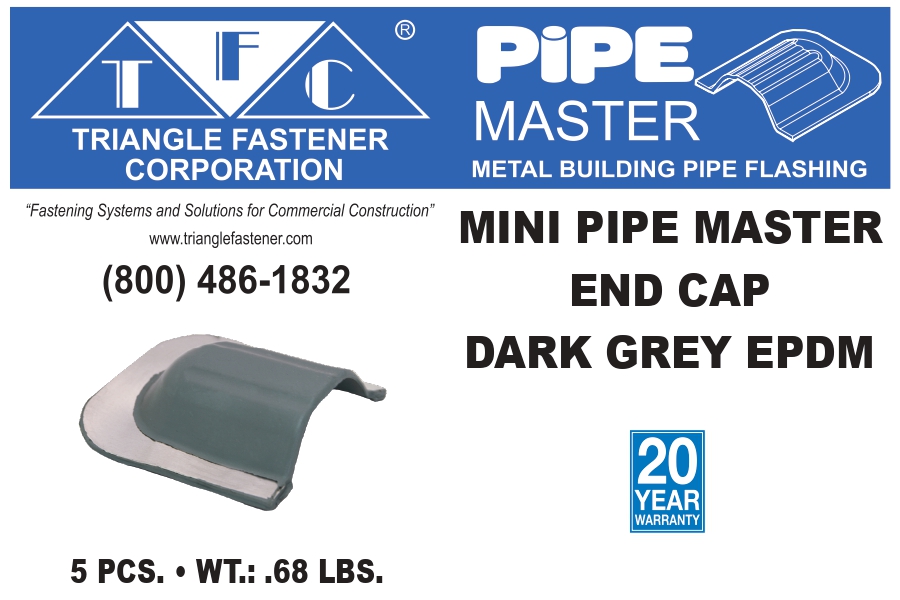 TFC ®
TRIANGLE FASTENER
CORPORATION
“Fastening Systems and Solutions for Commercial Construction”
www.trianglefastener.com
(800) 486-1832
5 PCS. • WT.: .68 LBS.
PiPE
MASTER
METAL BUILDING PIPE FLASHING
MINI PIPE MASTER
END CAP
DARK GREY EPDM
20
YEAR
WARRANTY